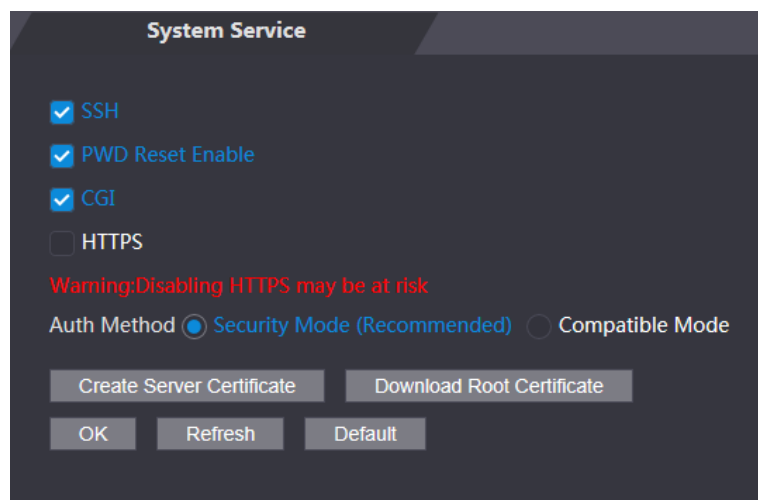 System Service
SSH
PWD Reset Enable
CGI
HTTPS
Warning:Disabling HTTPS may be at risk
Auth Method Security Mode (Recommended) Compatible Mode
Create Server Certificate Download Root Certificate
OK Refresh Default